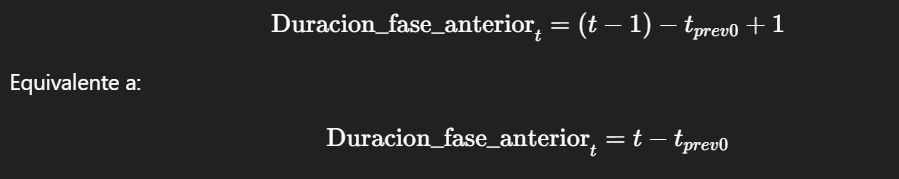 Duracion_fase_anterior_t = (t − 1) − t_prev0 + 1
Equivalente a:
Duracion_fase_anterior_t = t − t_prev0